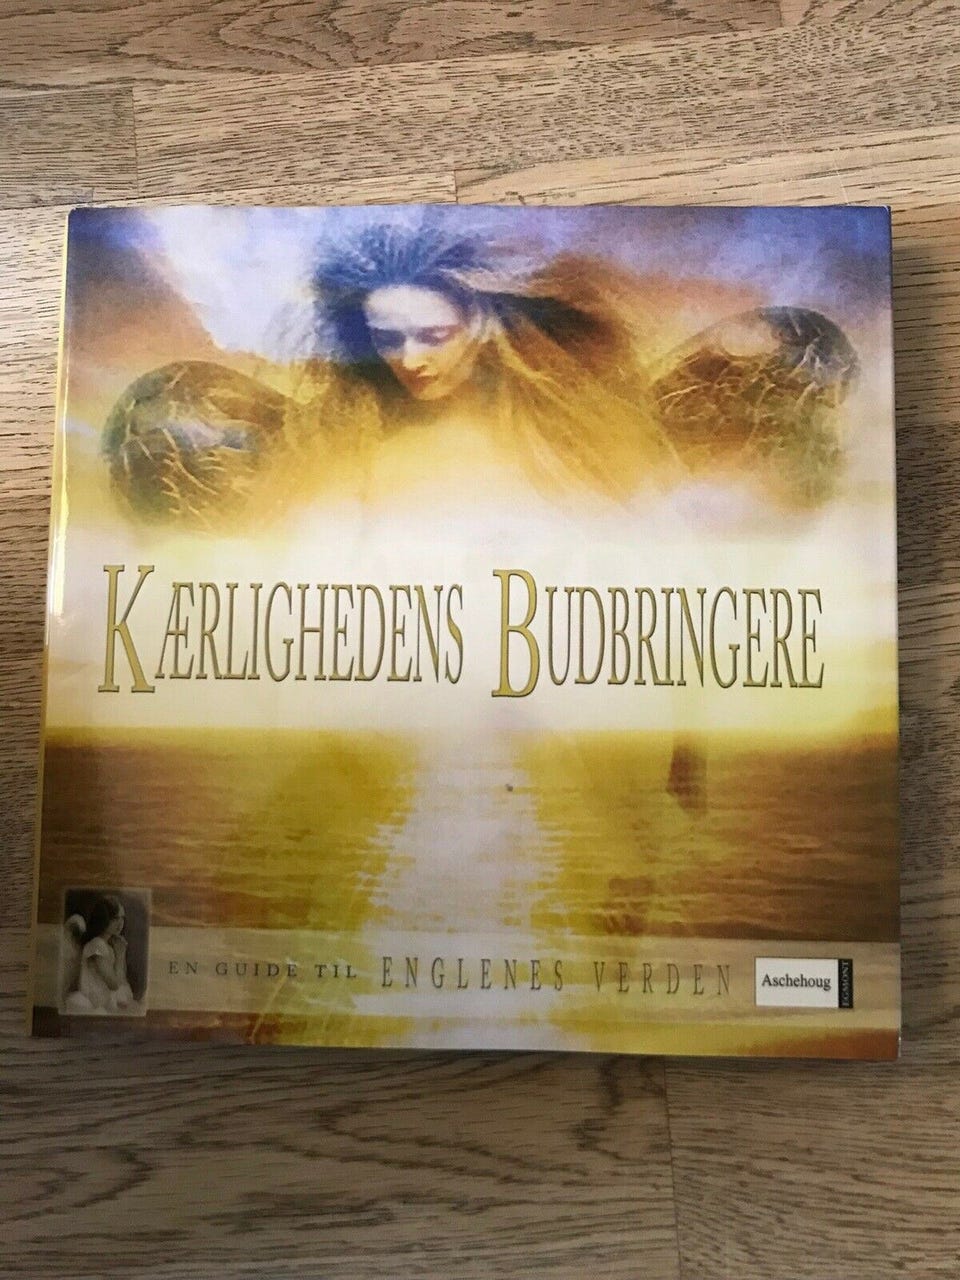 KÆRLIGHEDENS BUDBRINGERE
EN GUIDE TIL ENGLENES VERDEN
Aschehoug
EGMONT